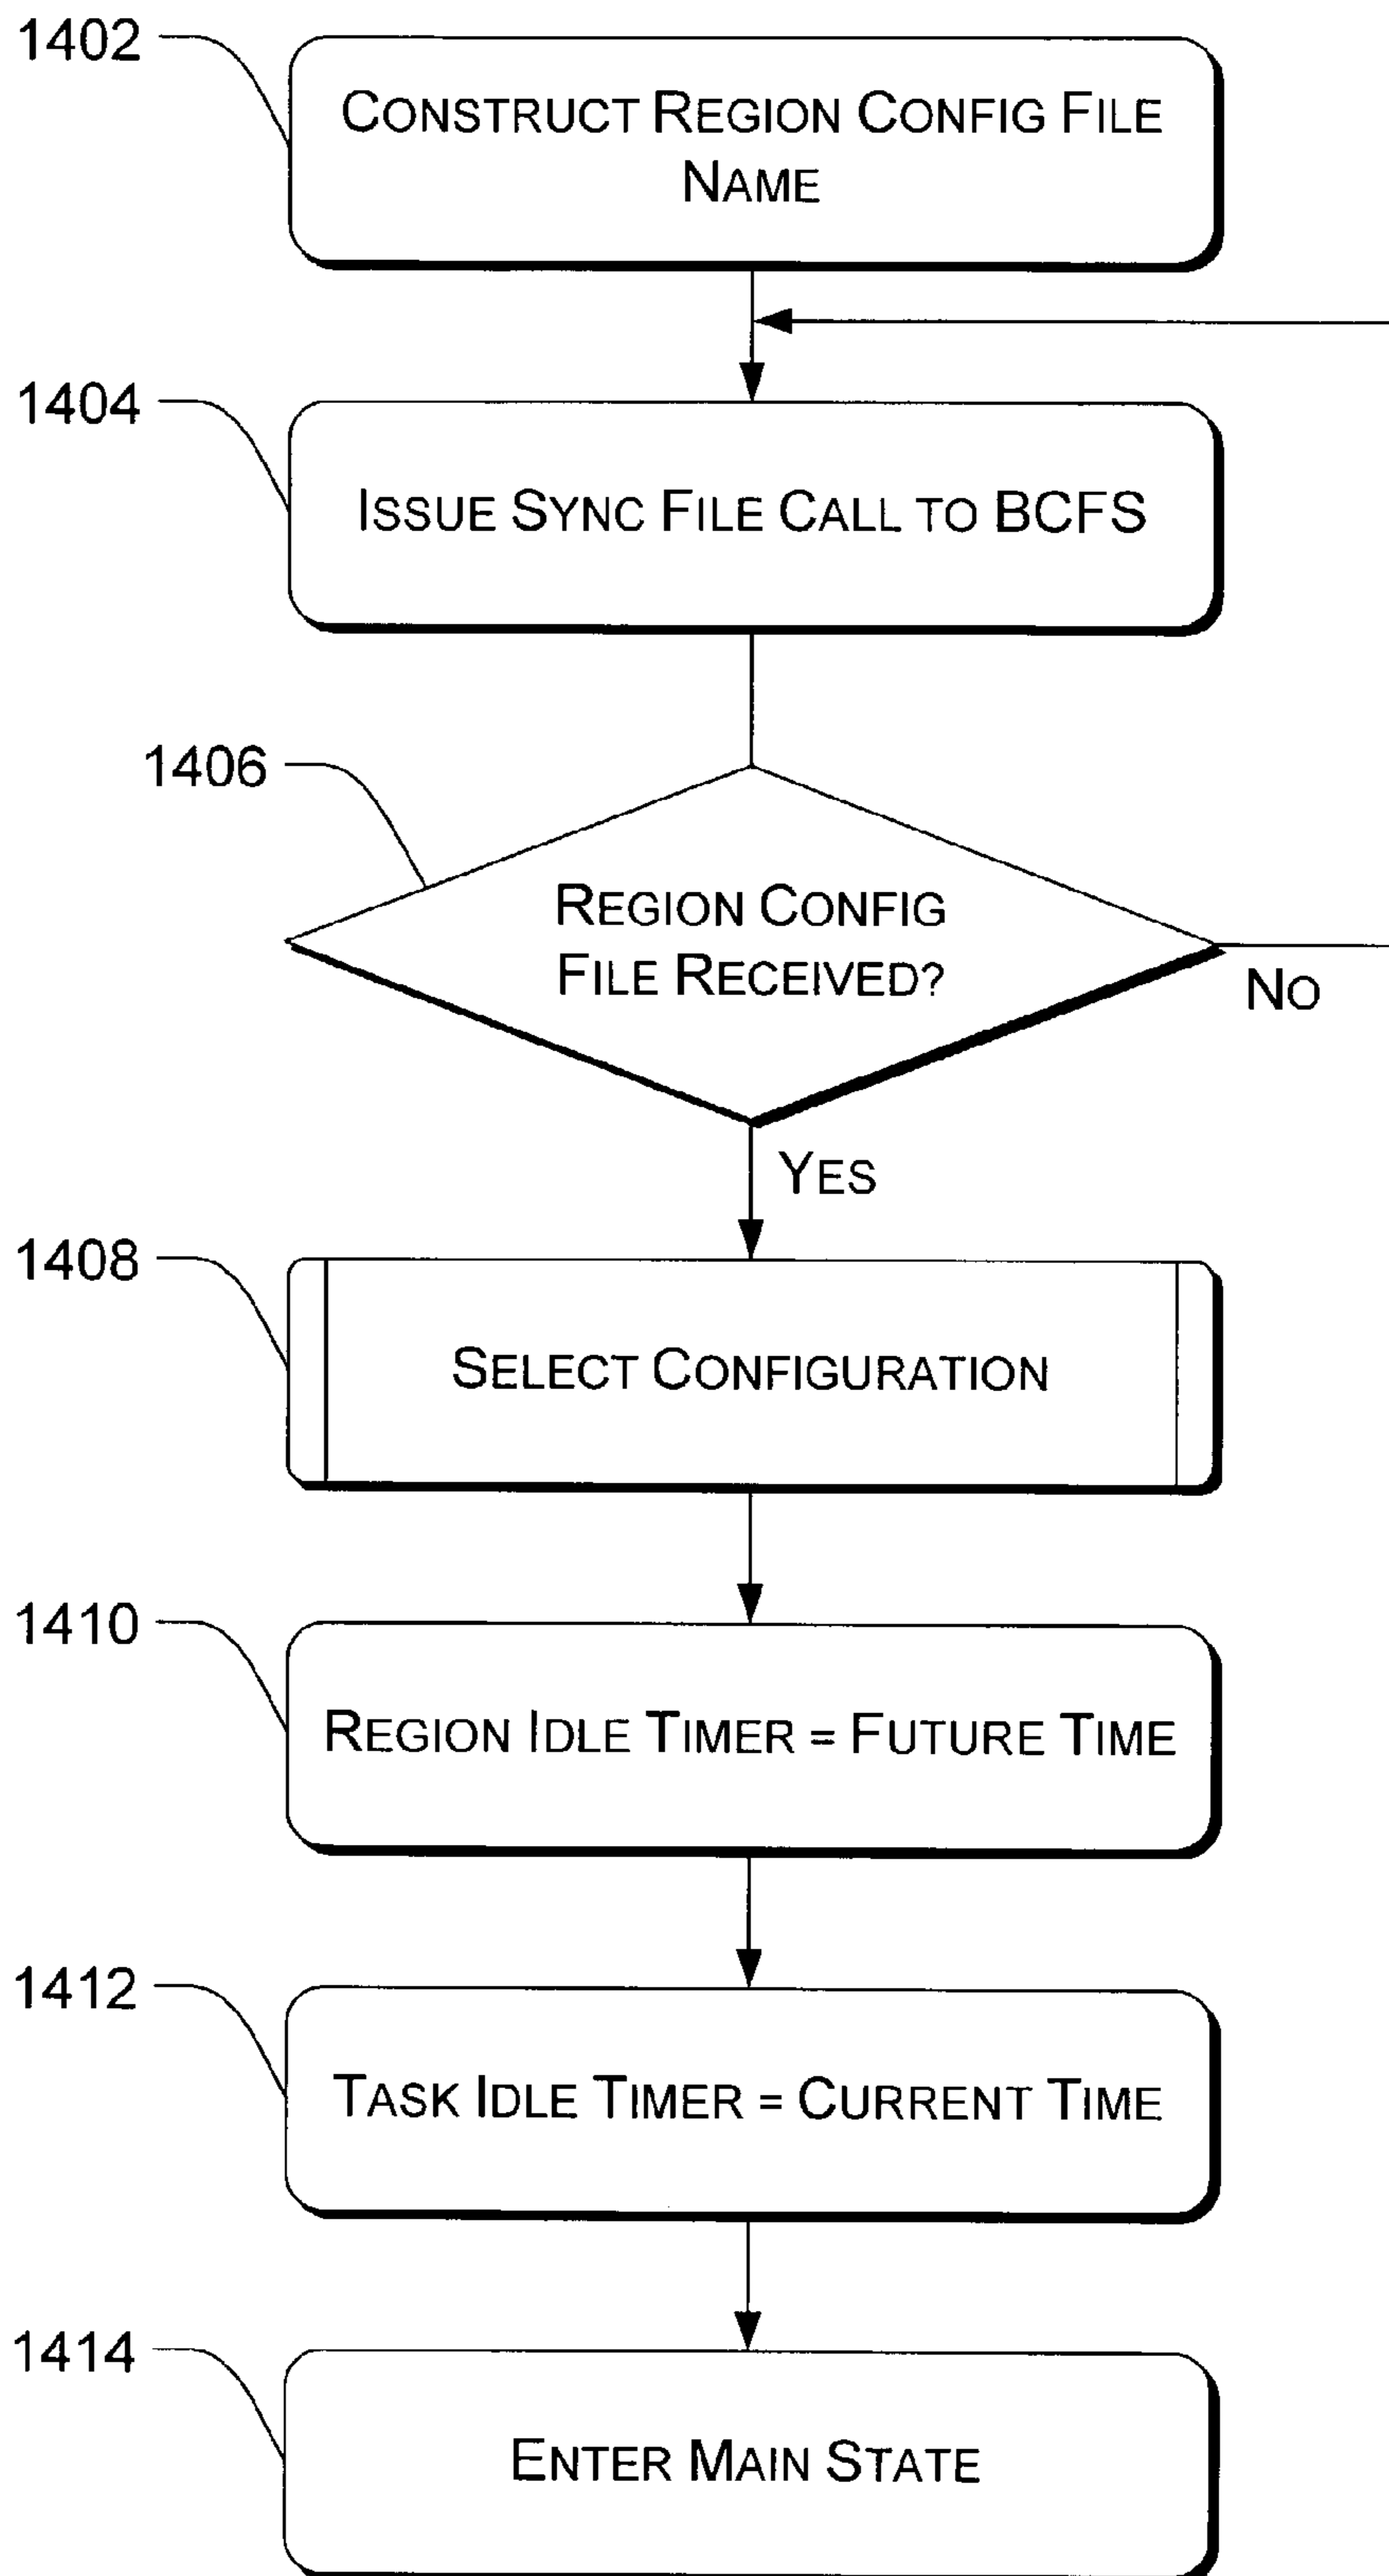 1402
CONSTRUCT REGION CONFIG FILE
NAME
1404
ISSUE SYNC FILE CALL TO BCFS
1406
REGION CONFIG
FILE RECEIVED?
NO
YES
1408
SELECT CONFIGURATION
1410
REGION IDLE TIMER = FUTURE TIME
1412
TASK IDLE TIMER = CURRENT TIME
1414
ENTER MAIN STATE